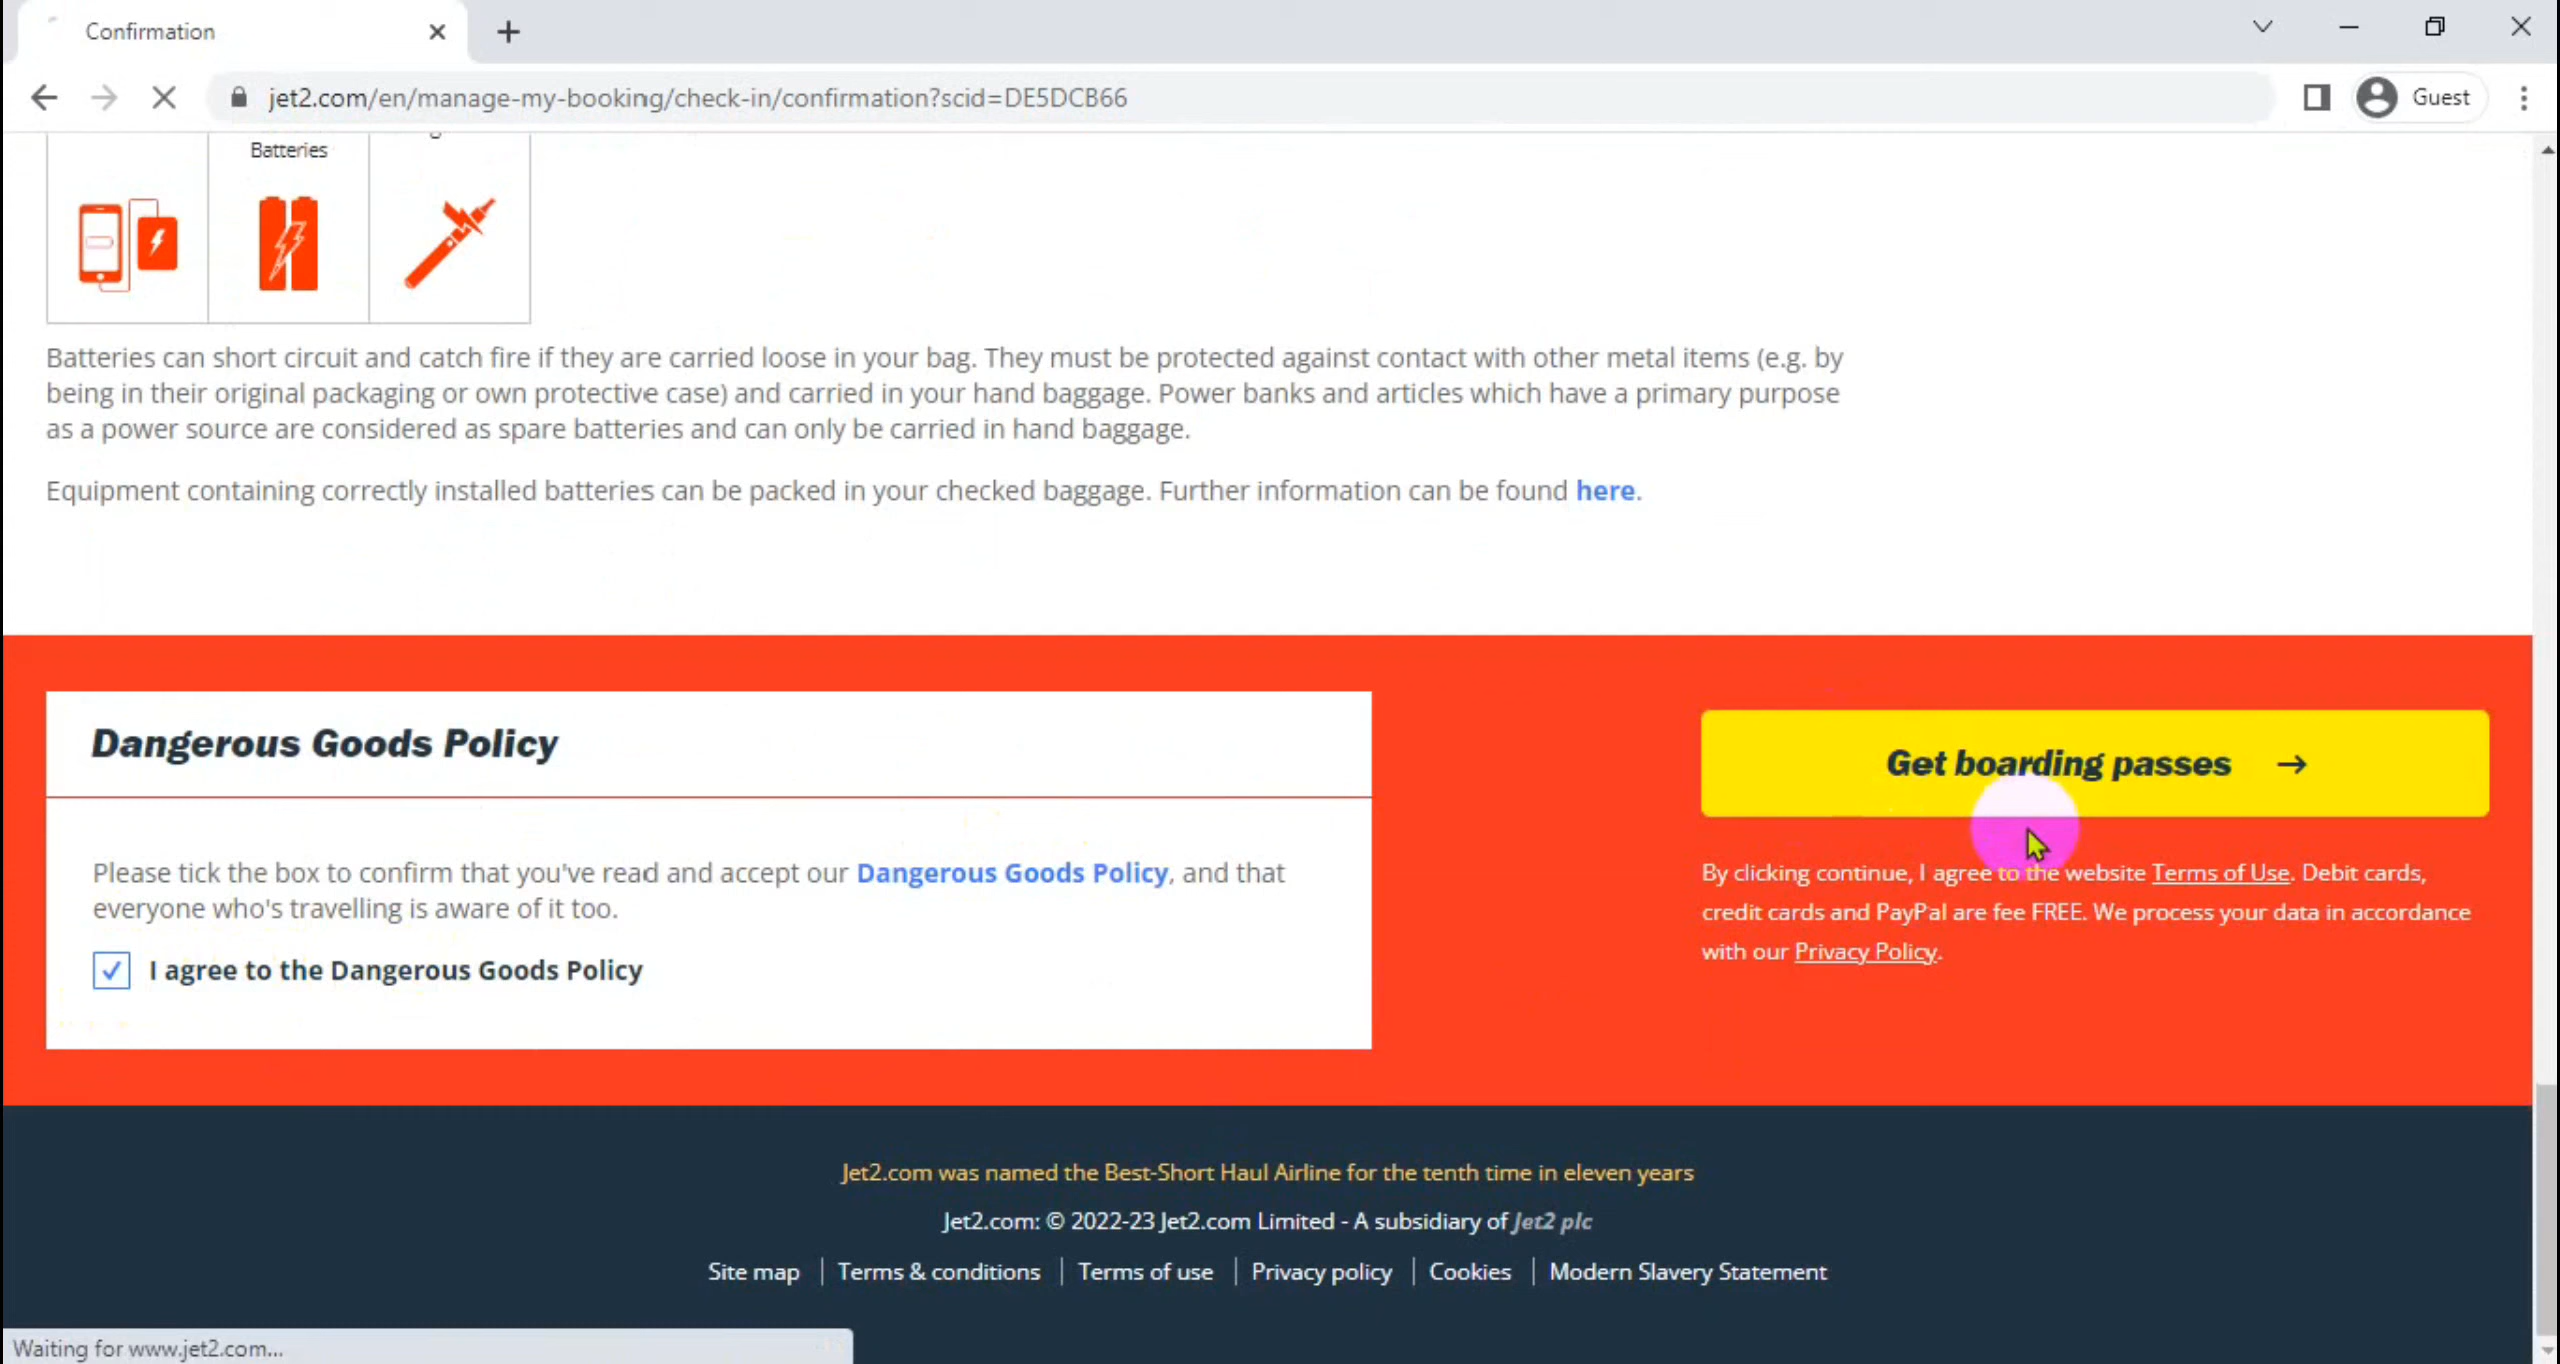 Confirmation
jet2.com/en/manage-my-booking/check-in/confirmation?scid=DE5DCB66
Guest
Batteries
Batteries can short circuit and catch fire if they are carried loose in your bag. They must be protected against contact with other metal items (e.g. by
being in their original packaging or own protective case) and carried in your hand baggage. Power banks and articles which have a primary purpose
as a power source are considered as spare batteries and can only be carried in hand baggage.
Equipment containing correctly installed batteries can be packed in your checked baggage. Further information can be found here.
Dangerous Goods Policy
Please tick the box to confirm that you've read and accept our Dangerous Goods Policy, and that
everyone who's travelling is aware of it too.
I agree to the Dangerous Goods Policy
Get boarding passes →
By clicking continue, I agree to the website Terms of Use. Debit cards,
credit cards and PayPal are fee FREE. We process your data in accordance
with our Privacy Policy.
Jet2.com was named the Best-Short Haul Airline for the tenth time in eleven years
Jet2.com: © 2022-23 Jet2.com Limited - A subsidiary of Jet2 plc
Site map | Terms & conditions | Terms of use | Privacy policy | Cookies | Modern Slavery Statement
Waiting for www.jet2.com...